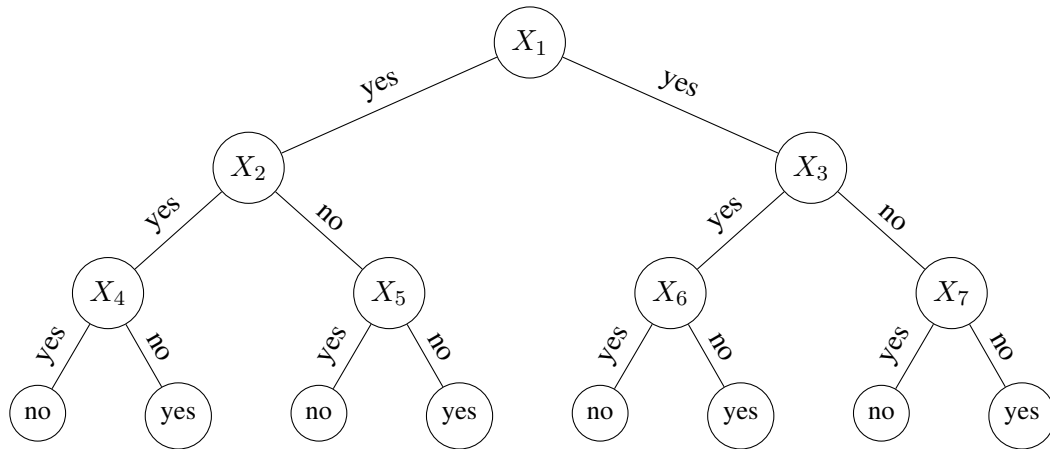 X₁
yes yes
X₂ X₃
yes no yes no
X₄ X₅ X₆ X₇
yes no yes no yes no yes no
no yes no yes no yes no yes